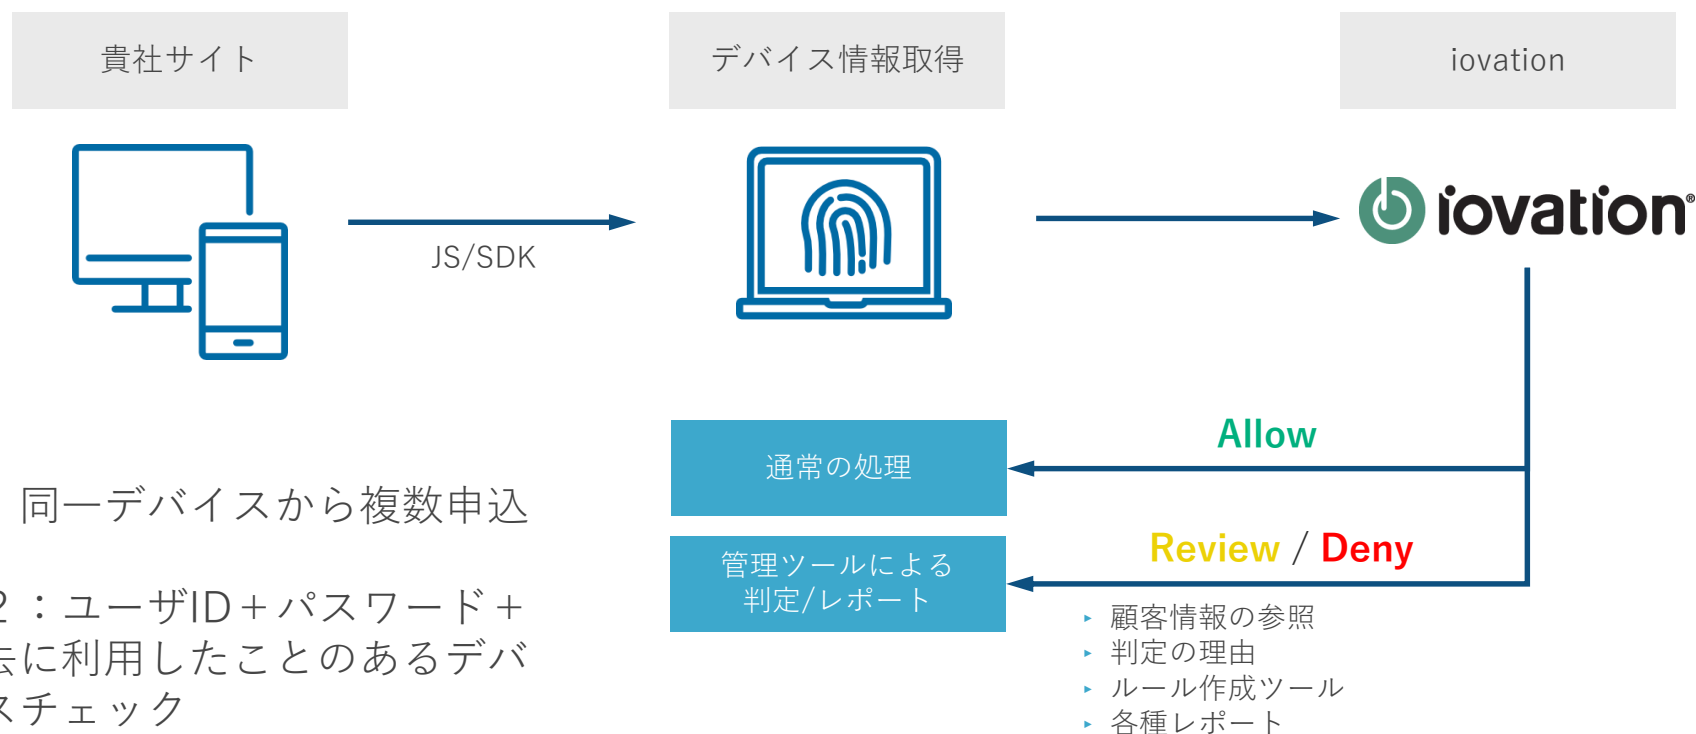 貴社サイト
デバイス情報取得
iovation
JS/SDK
iovation®
Allow
通常の処理
Review / Deny
管理ツールによる
判定/レポート
▸ 顧客情報の参照
▸ 判定の理由
▸ ルール作成ツール
▸ 各種レポート
同一デバイスから複数申込
2：ユーザID＋パスワード＋
去に利用したことのあるデバ
スチェック